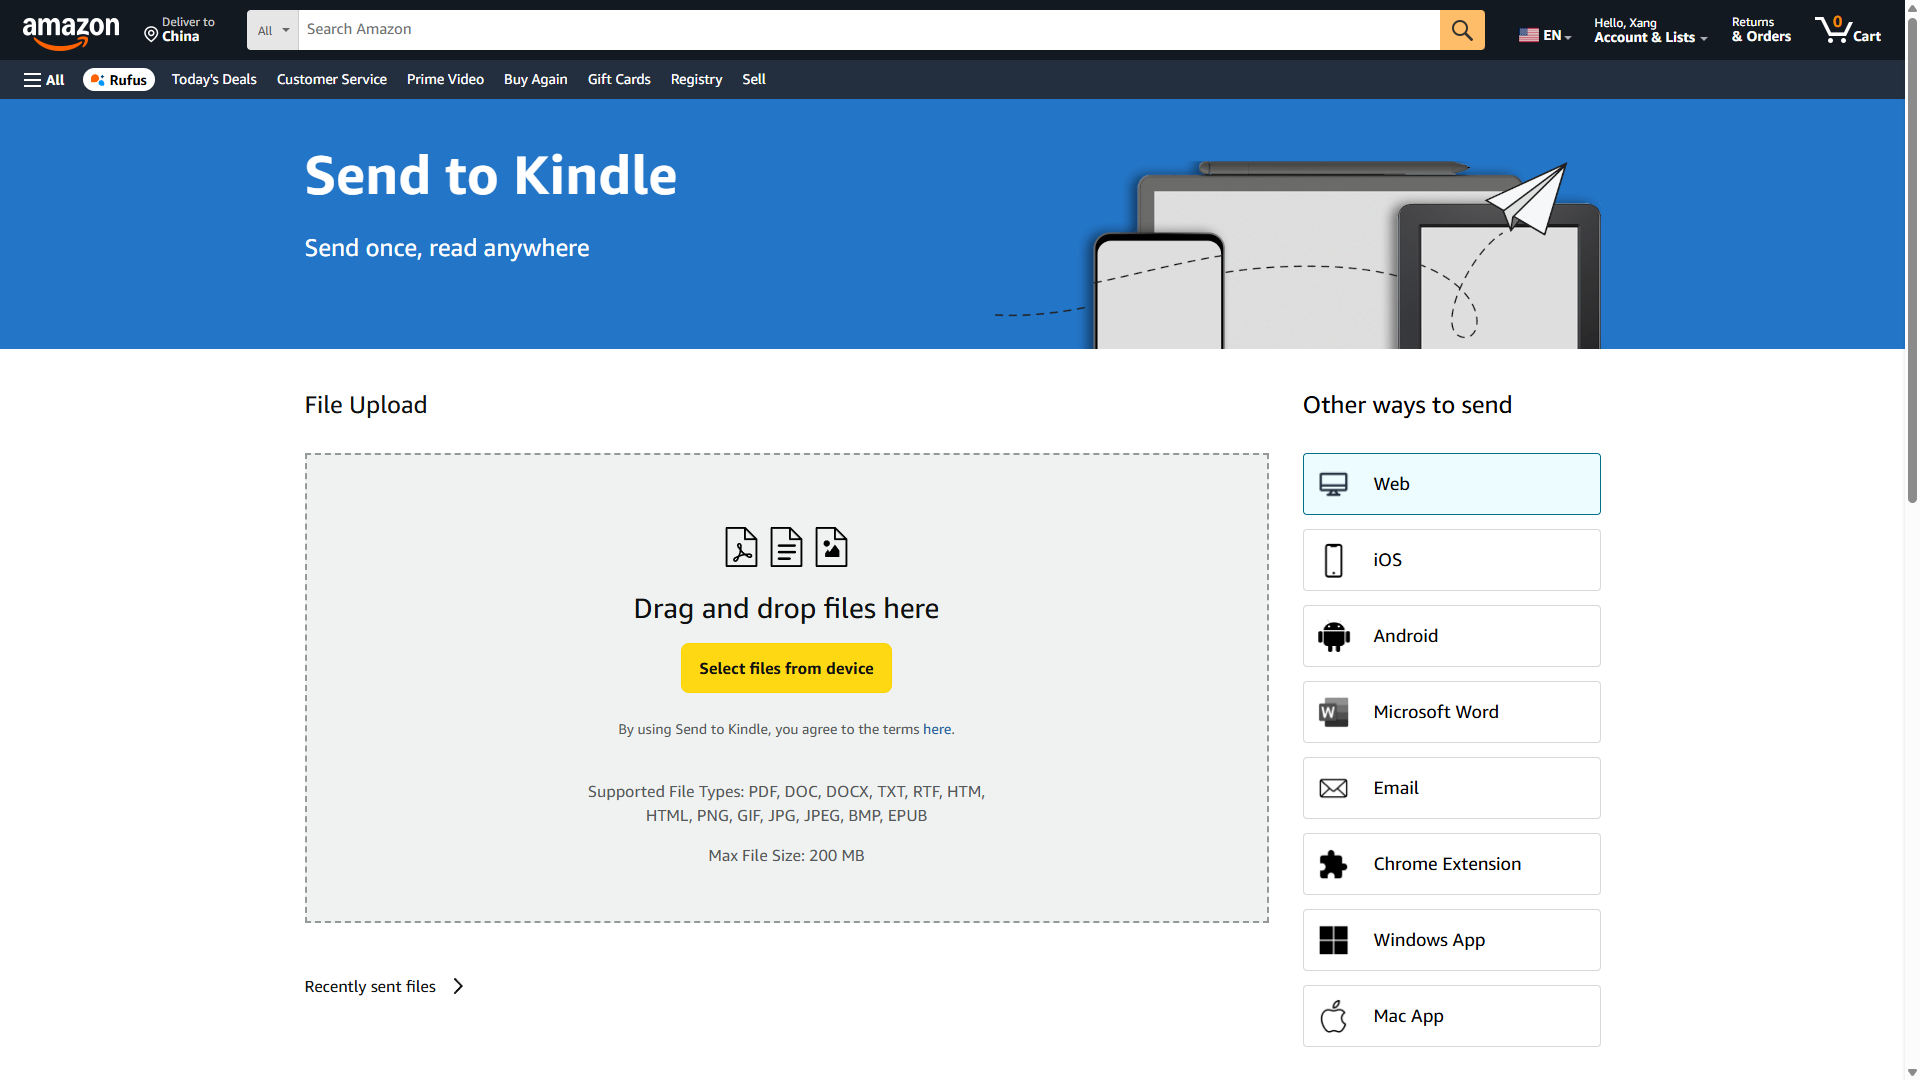 amazon
Deliver to
China
All
Search Amazon
EN
Hello, Xang
Account & Lists
Returns
& Orders
0
Cart
All
Rufus
Today's Deals
Customer Service
Prime Video
Buy Again
Gift Cards
Registry
Sell
Send to Kindle
Send once, read anywhere
File Upload
Drag and drop files here
Select files from device
By using Send to Kindle, you agree to the terms here.
Supported File Types: PDF, DOC, DOCX, TXT, RTF, HTM,
HTML, PNG, GIF, JPG, JPEG, BMP, EPUB
Max File Size: 200 MB
Recently sent files
Other ways to send
Web
iOS
Android
W
Microsoft Word
Email
Chrome Extension
Windows App
Mac App